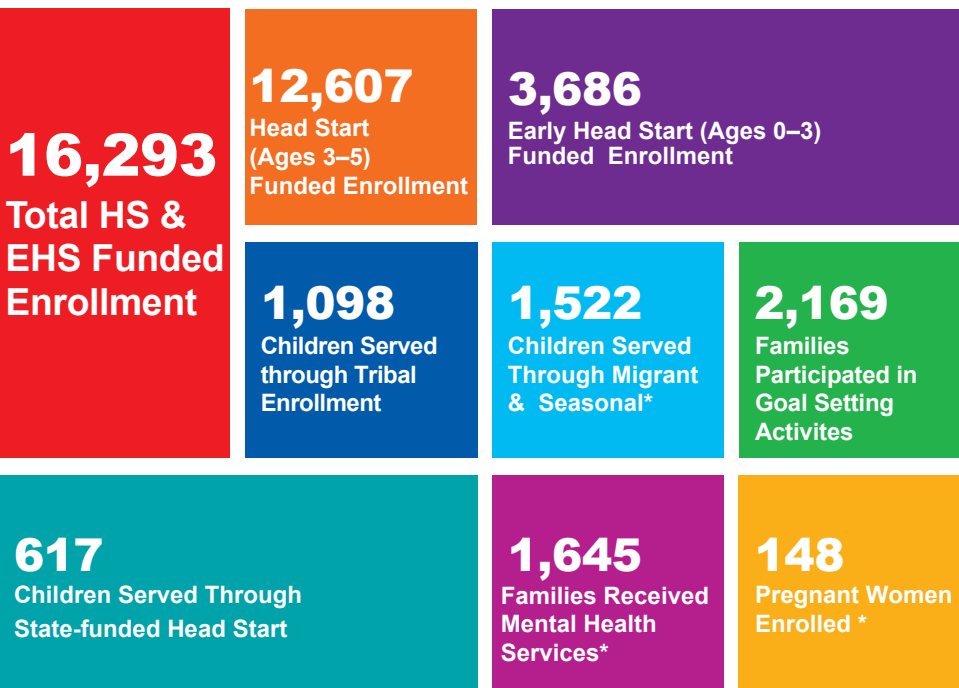 16,293
Total HS &
EHS Funded
Enrollment
12,607
Head Start
(Ages 3–5)
Funded Enrollment
3,686
Early Head Start (Ages 0–3)
Funded Enrollment
1,098
Children Served
through Tribal
Enrollment
1,522
Children Served
Through Migrant
& Seasonal*
2,169
Families
Participated in
Goal Setting
Activites
617
Children Served Through
State-funded Head Start
1,645
Families Received
Mental Health
Services*
148
Pregnant Women
Enrolled *